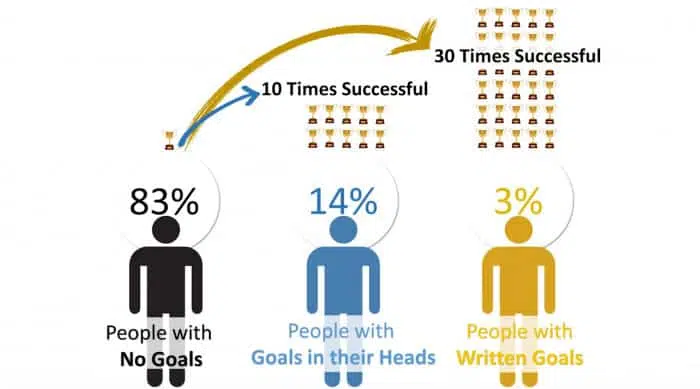 30 Times Successful
10 Times Successful
83%
14%
3%
People with
No Goals
People with
Goals in their Heads
People with
Written Goals